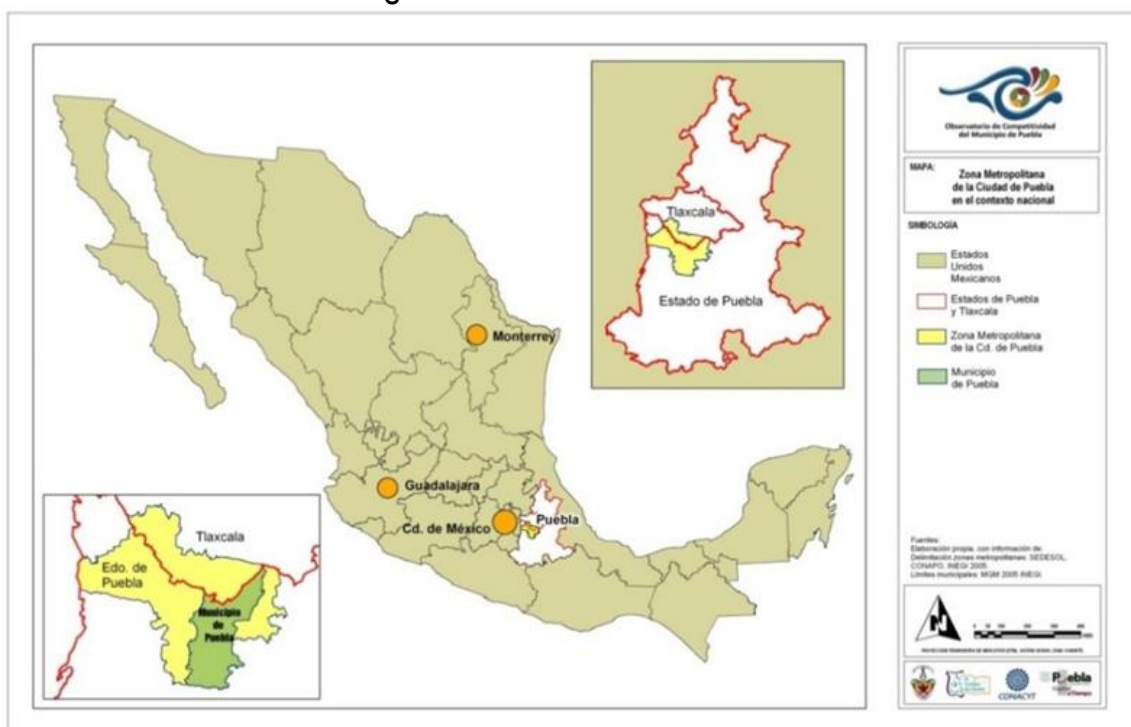 Monterrey
Guadalajara
Cd. de México
Puebla
Tlaxcala
Estado de Puebla
Tlaxcala
Edo. de
Puebla
Municipio
de
Puebla
Observatorio de Competitividad
del Municipio de Puebla
MAPA:
Zona Metropolitana
de la Ciudad de Puebla
en el contexto nacional
SIMBOLOGÍA
Estados
Unidos
Mexicanos
Estados de Puebla
y Tlaxcala
Zona Metropolitana
de la Cd. de Puebla
Municipio
de Puebla
Fuentes:
Elaboración propia, con información de:
Delimitación zonas metropolitanas: SEDESOL,
CONAPO, INEGI 2005.
Límites municipales: MGM 2005 INEGI.
N
CONACYT
Puebla